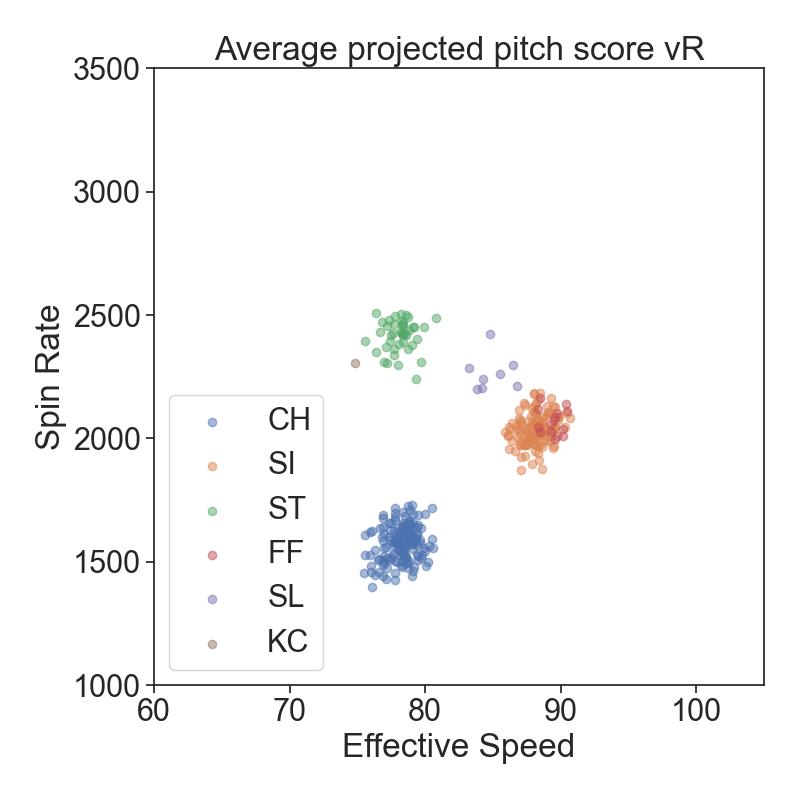 Average projected pitch score vR
3500
3000
2500
2000
1500
1000
Spin Rate
CH
SI
ST
FF
SL
KC
60 70 80 90 100
Effective Speed